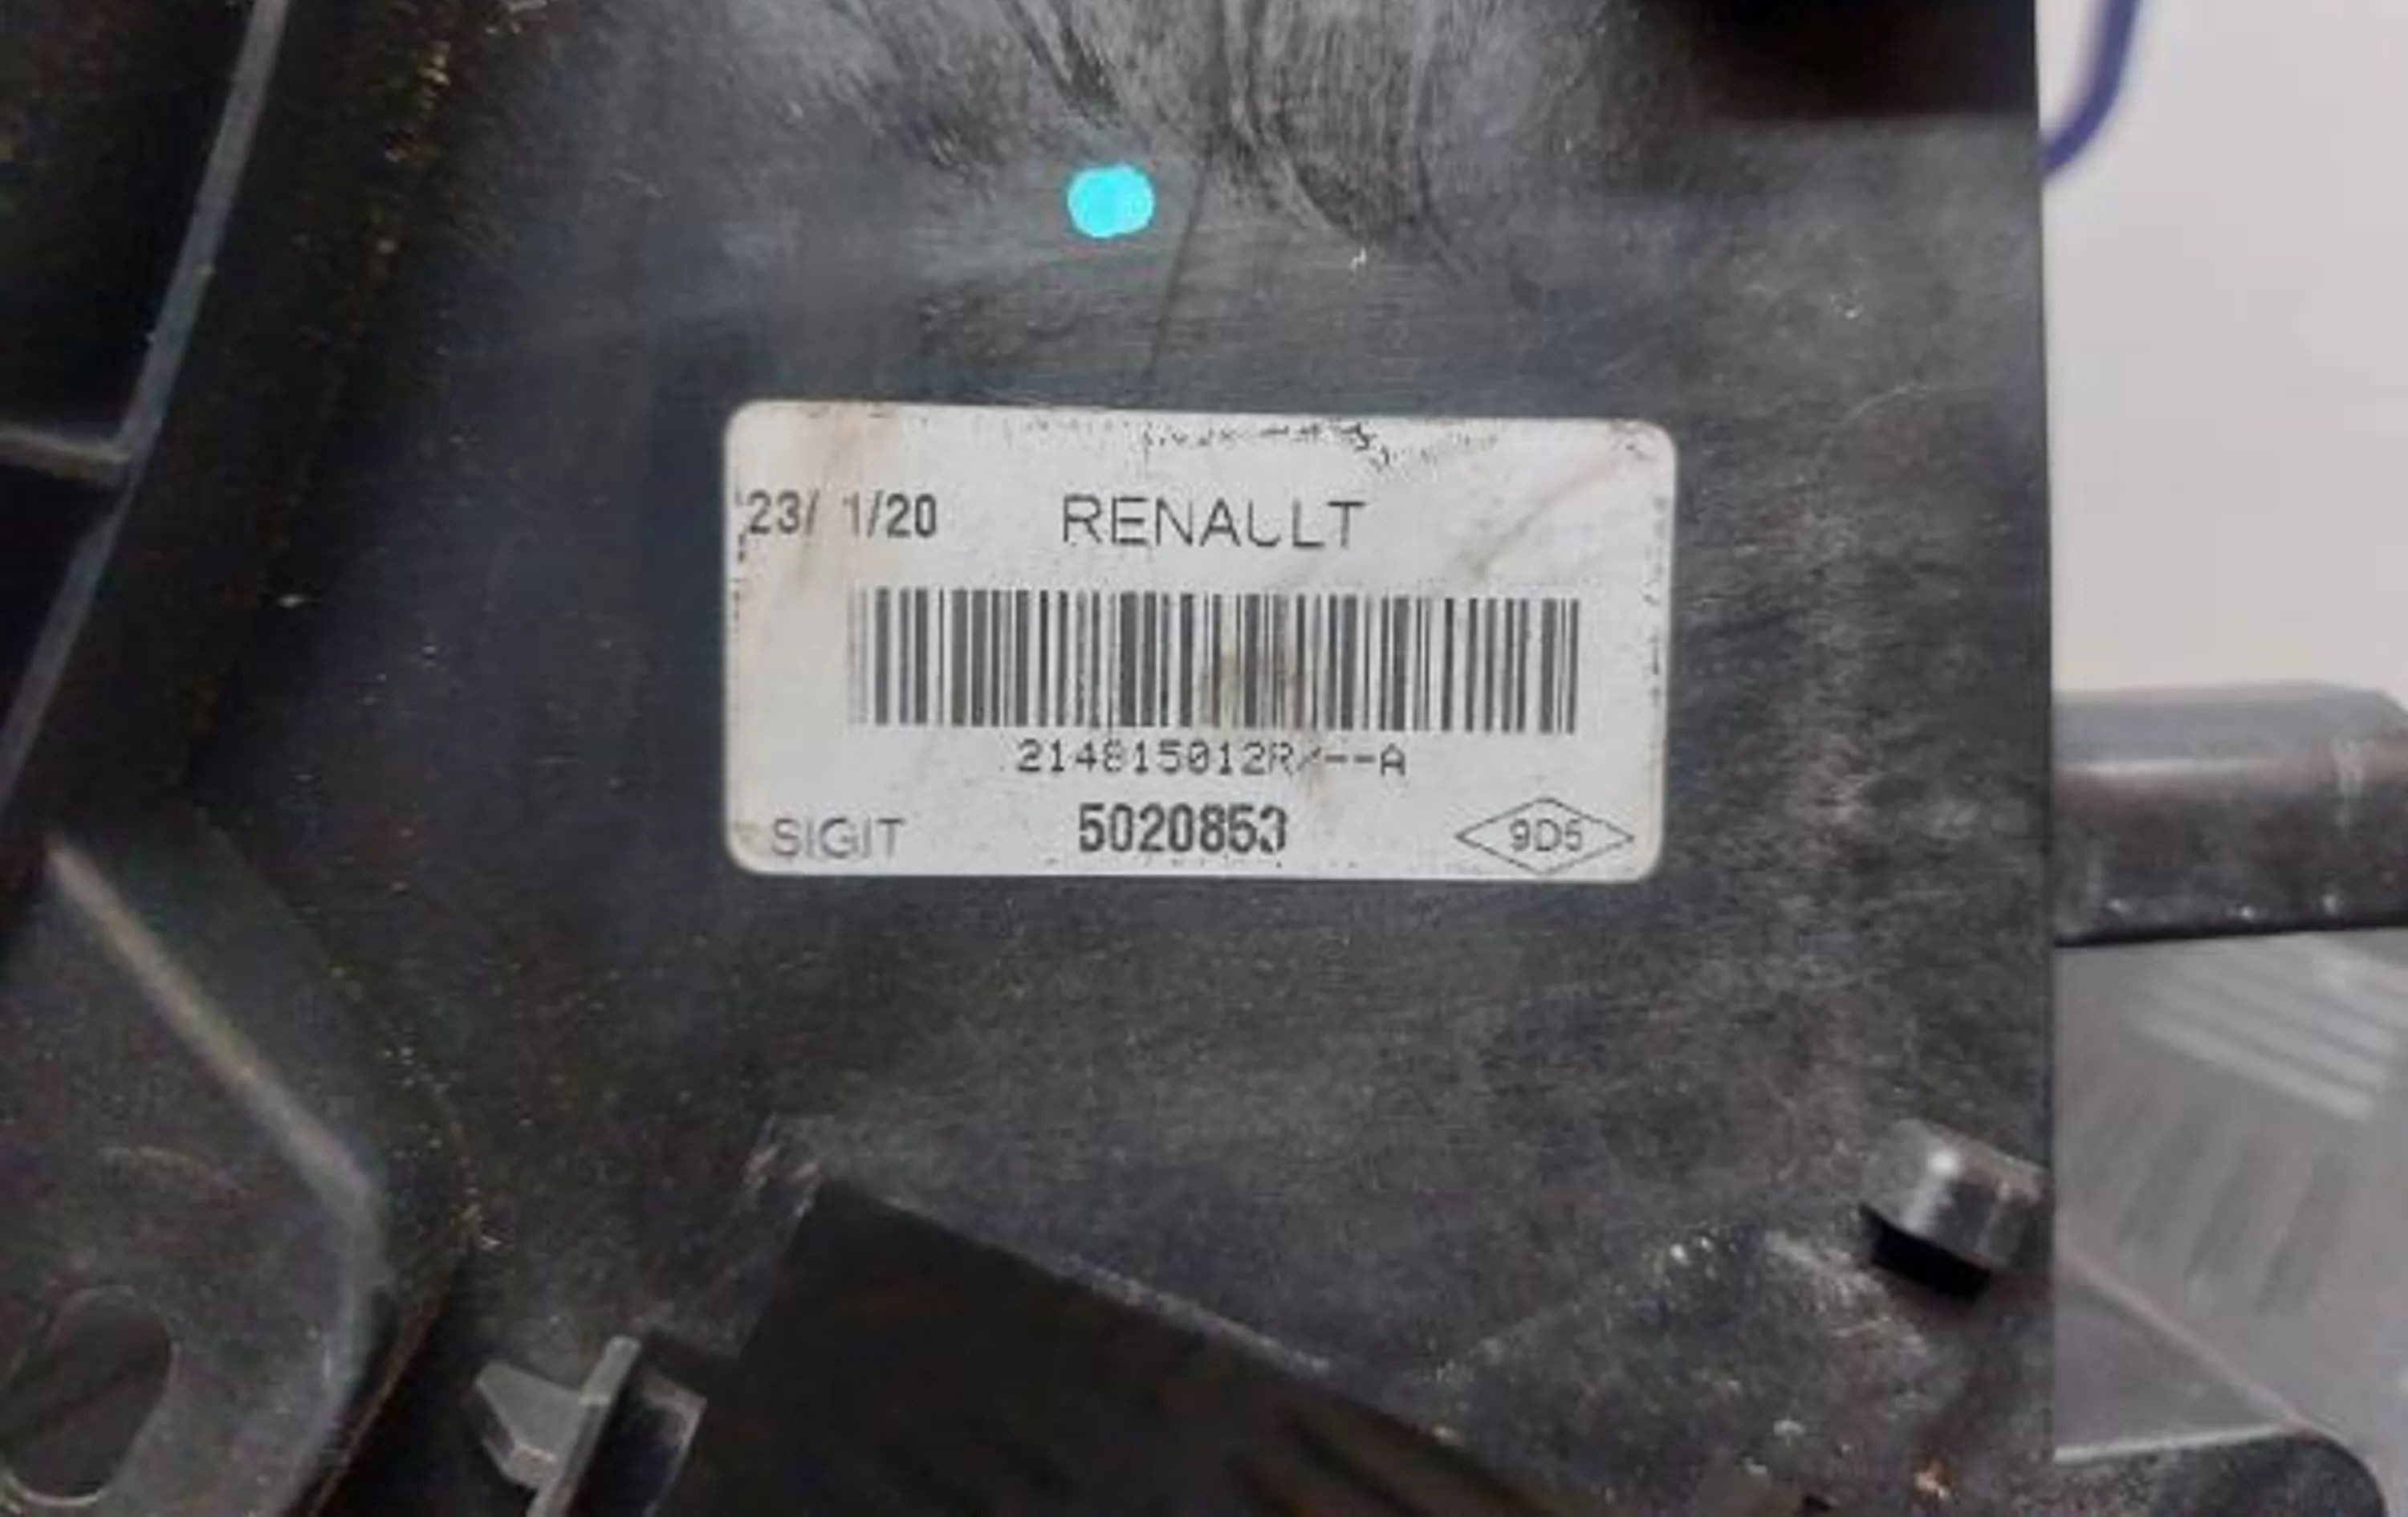 23/ 1/20 RENAULT
214815012R/--A
SIGIT 5020853 9D5